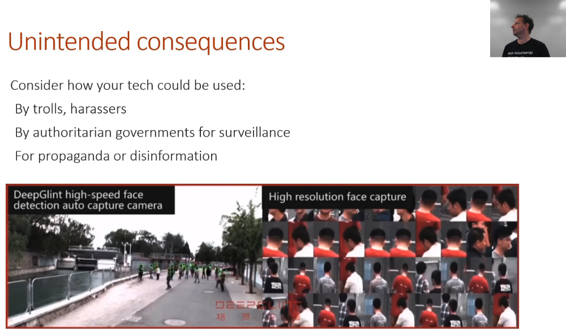 Unintended consequences
Consider how your tech could be used:
By trolls, harassers
By authoritarian governments for surveillance
For propaganda or disinformation
DeepGlint high-speed face
detection auto capture camera
High resolution face capture